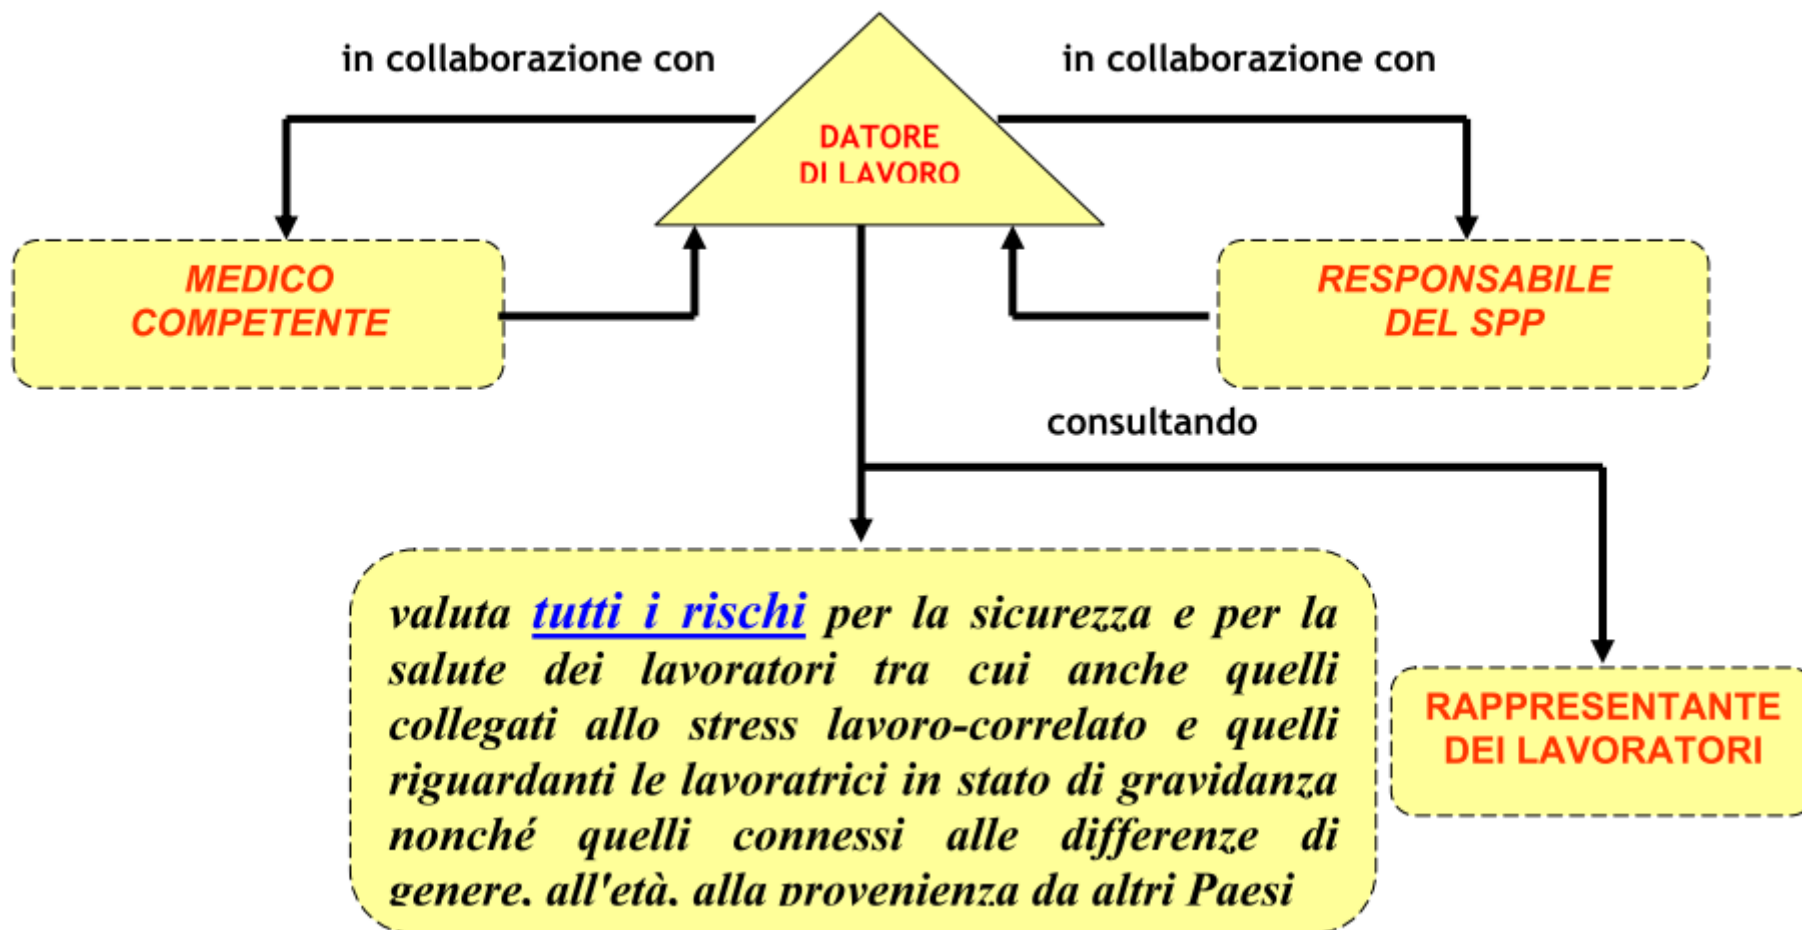 in collaborazione con
in collaborazione con
DATORE
DI LAVORO
MEDICO
COMPETENTE
RESPONSABILE
DEL SPP
consultando
valuta tutti i rischi per la sicurezza e per la
salute dei lavoratori tra cui anche quelli
collegati allo stress lavoro-correlato e quelli
riguardanti le lavoratrici in stato di gravidanza
nonché quelli connessi alle differenze di
genere, all'età, alla provenienza da altri Paesi
RAPPRESENTANTE
DEI LAVORATORI